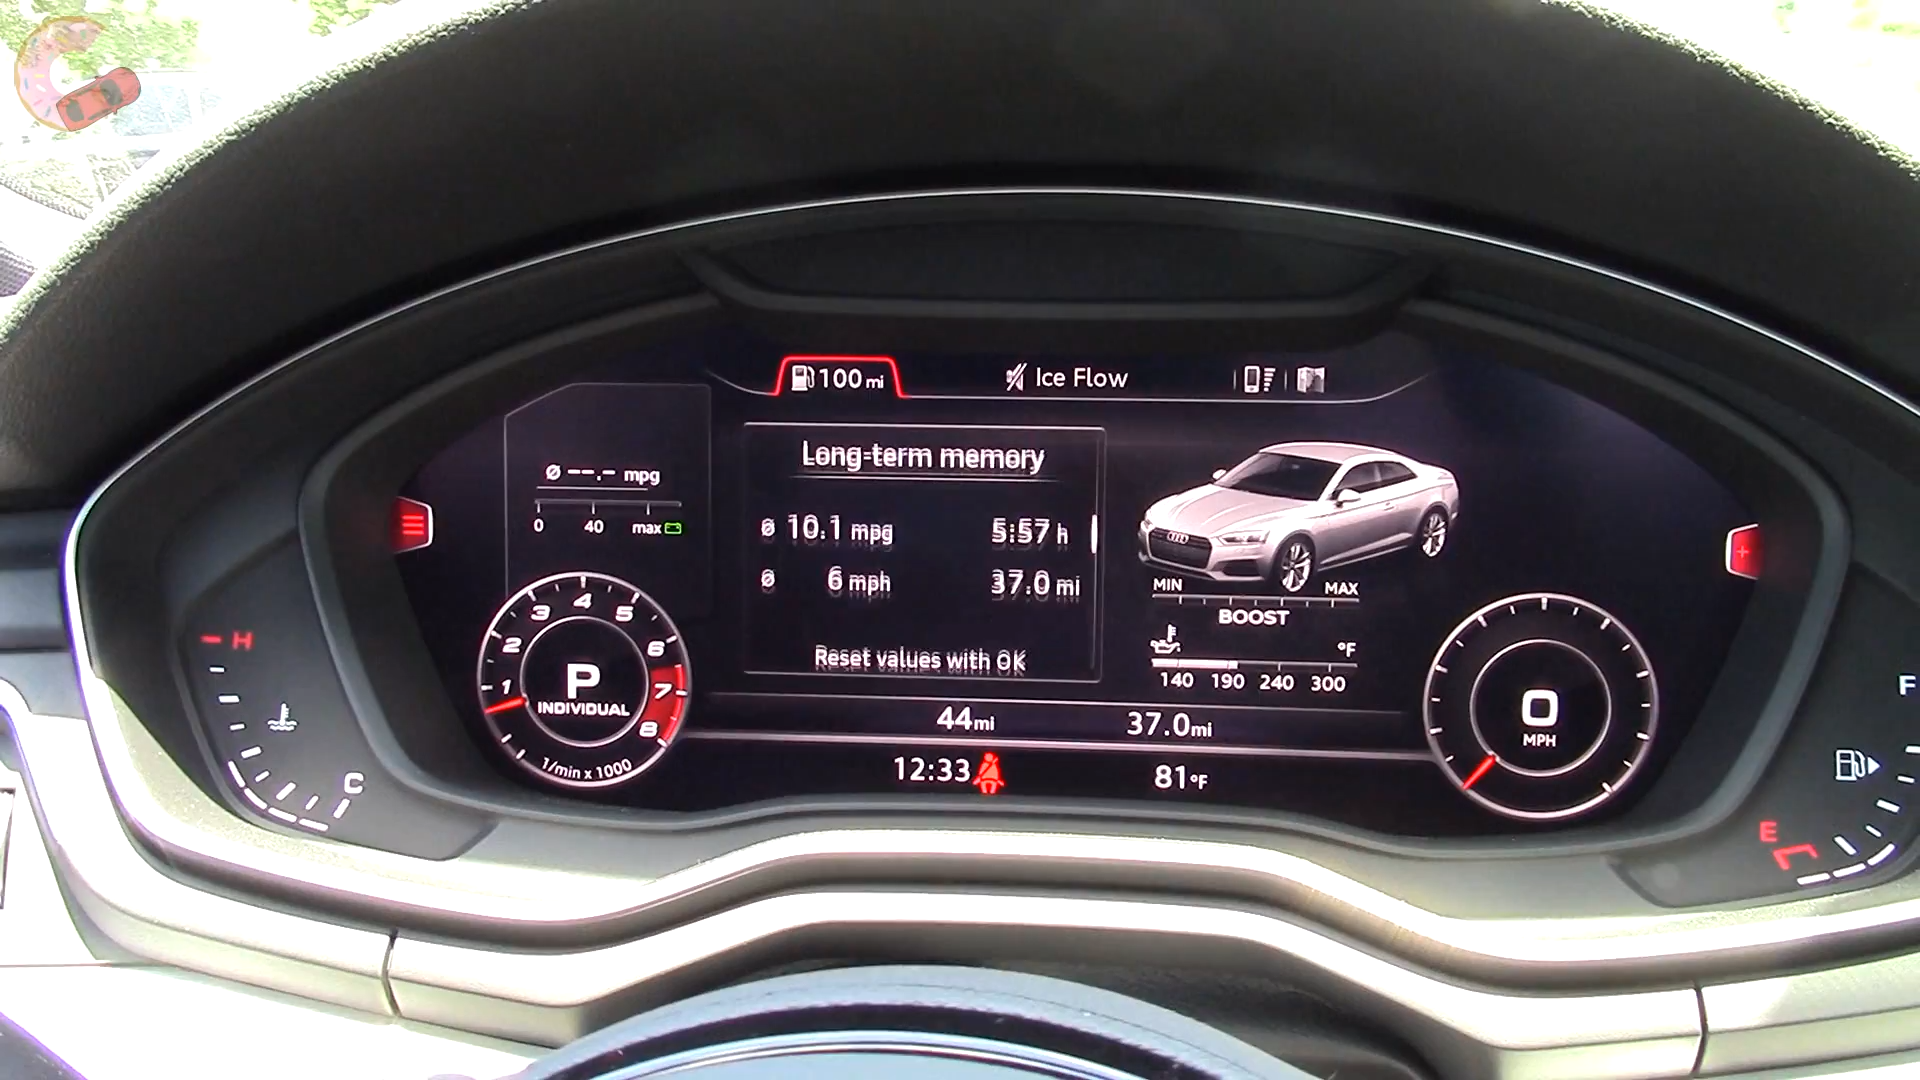 100 mi
Ice Flow
Ø --.- mpg
0 40 max
Long-term memory
Ø 10.1 mpg 5:57 h
Ø 6 mph 37.0 mi
Reset values with OK
MIN MAX
BOOST
°F
140 190 240 300
1 2 3 4 5 6 7 8
P
INDIVIDUAL
1/min x 1000
0
MPH
44 mi 37.0 mi
12:33 81 °F
H
C
F
E